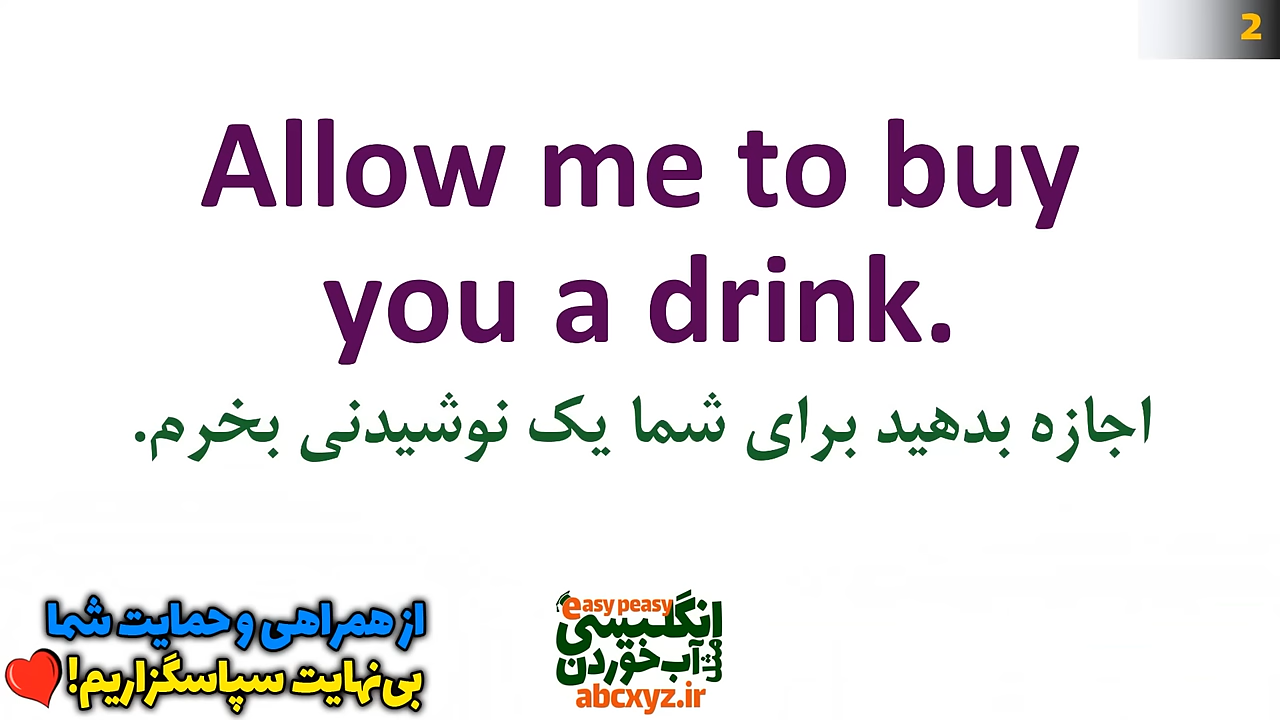 2
Allow me to buy
you a drink.
اجازه بدهید برای شما یک نوشیدنی بخرم.
از همراهی و حمایت شما
بی‌نهایت سپاسگزاریم!
easy peasy
انگلیسی
مثل آب خوردن
abcxyz.ir